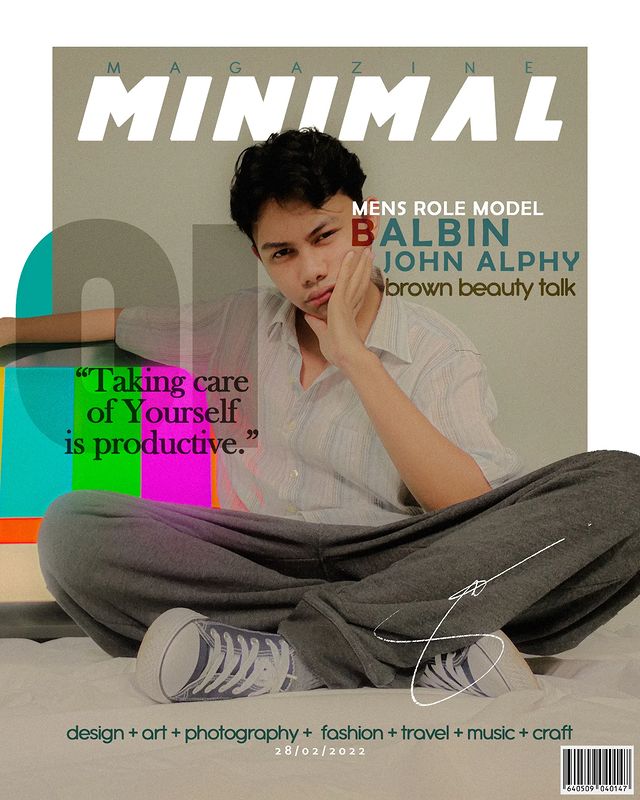 MAGAZINE
MINIMAL
MENS ROLE MODEL
BALBIN
JOHN ALPHY
brown beauty talk
01
“Taking care
of Yourself
is productive.”
design + art + photography + fashion + travel + music + craft
28/02/2022
640509 040147